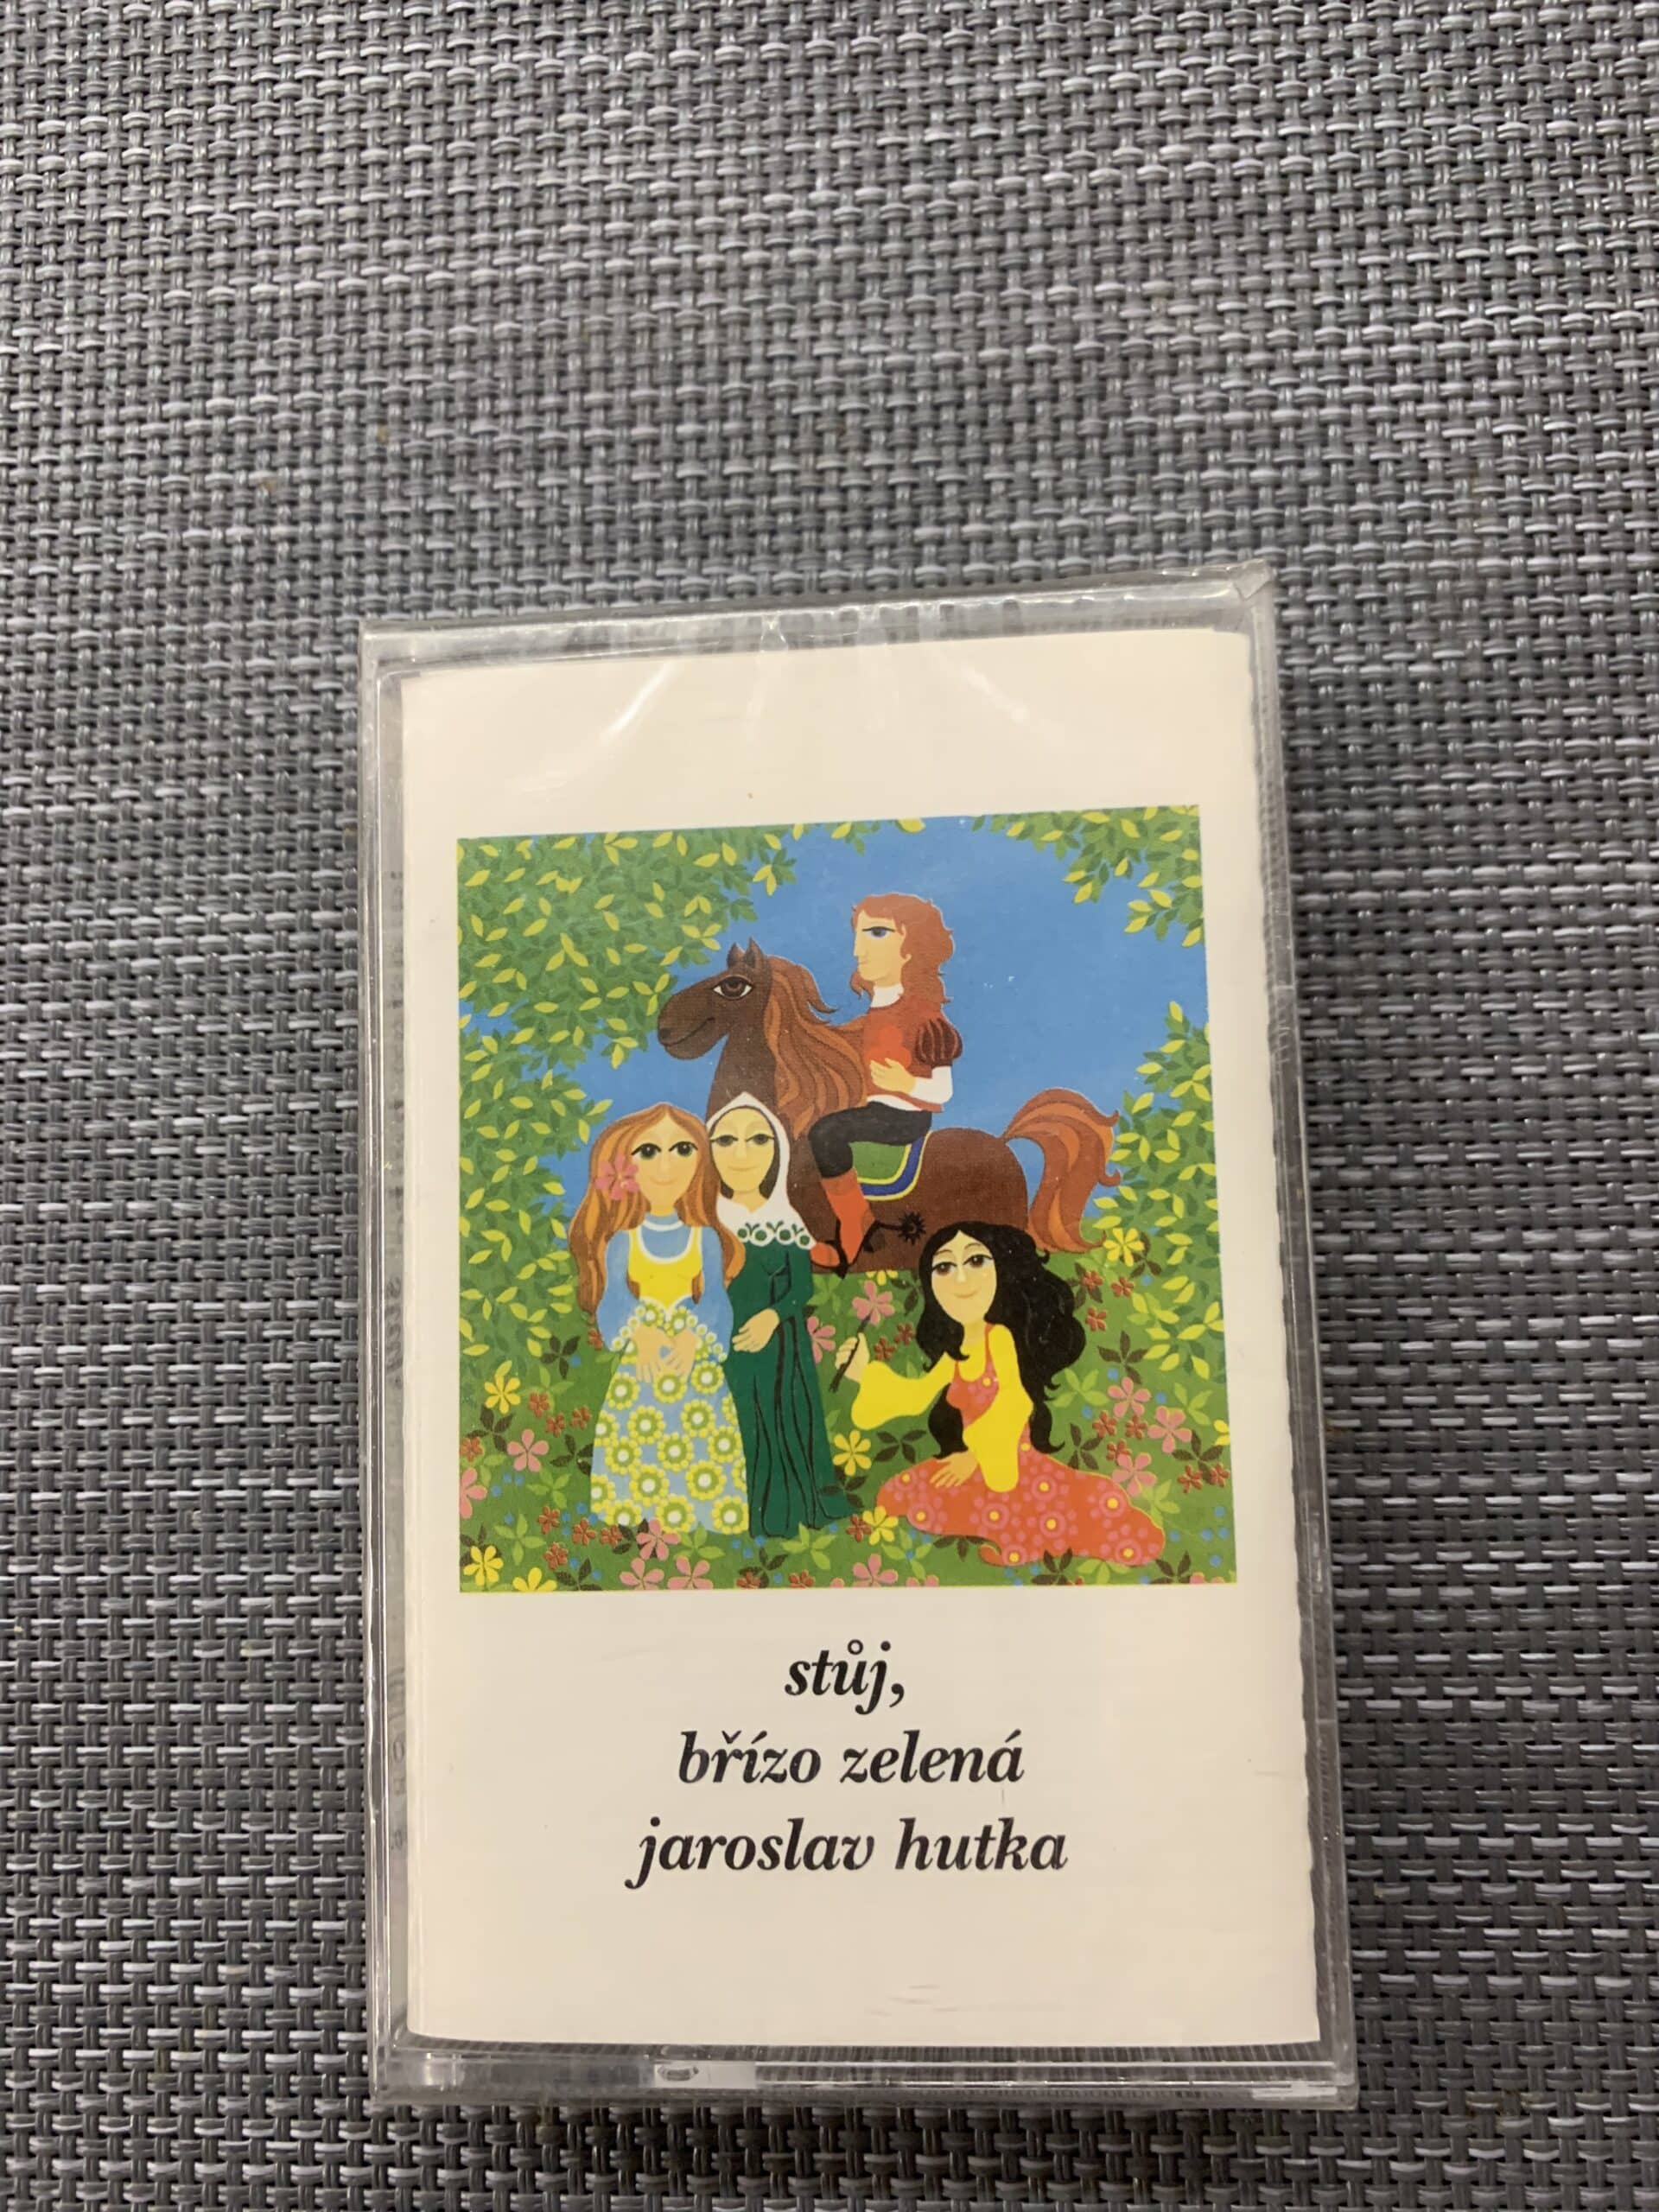 stůj,
břízo zelená
jaroslav hutka